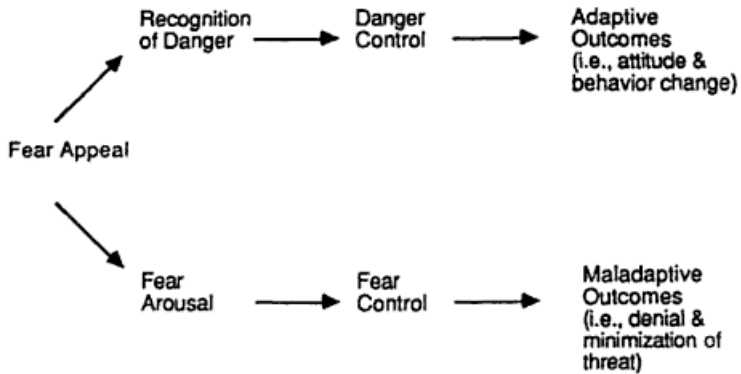 Recognition
of Danger
Danger
Control
Adaptive
Outcomes
(i.e., attitude &
behavior change)
Fear Appeal
Fear
Arousal
Fear
Control
Maladaptive
Outcomes
(i.e., denial &
minimization of
threat)